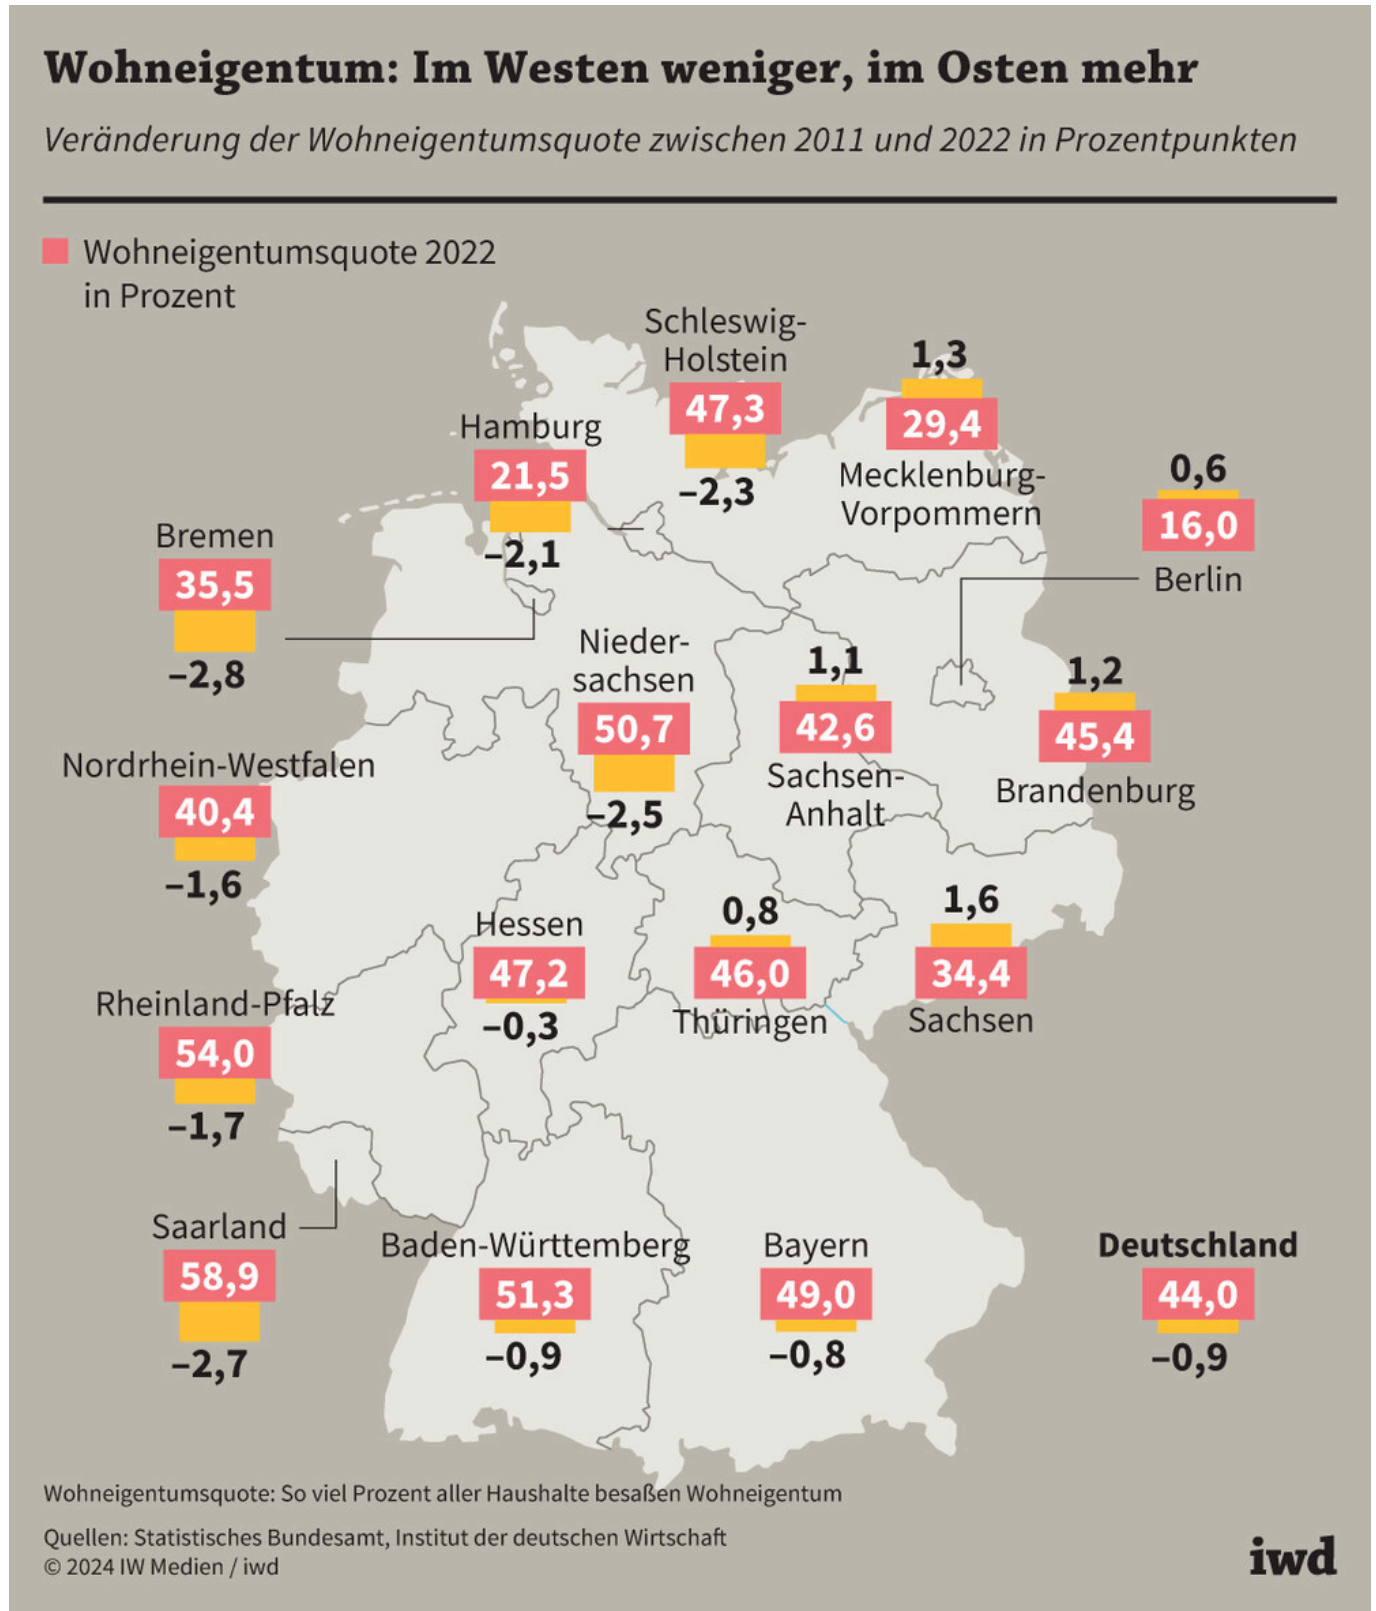 Wohneigentum: Im Westen weniger, im Osten mehr
Veränderung der Wohneigentumsquote zwischen 2011 und 2022 in Prozentpunkten
Wohneigentumsquote 2022
in Prozent
Schleswig-
Holstein
47,3
–2,3
1,3
29,4
Mecklenburg-
Vorpommern
Hamburg
21,5
–2,1
0,6
16,0
Berlin
Bremen
35,5
–2,8
Nieder-
sachsen
50,7
–2,5
1,1
42,6
Sachsen-
Anhalt
1,2
45,4
Brandenburg
Nordrhein-Westfalen
40,4
–1,6
Hessen
47,2
–0,3
0,8
46,0
Thüringen
1,6
34,4
Sachsen
Rheinland-Pfalz
54,0
–1,7
Saarland
58,9
–2,7
Baden-Württemberg
51,3
–0,9
Bayern
49,0
–0,8
Deutschland
44,0
–0,9
Wohneigentumsquote: So viel Prozent aller Haushalte besaßen Wohneigentum
Quellen: Statistisches Bundesamt, Institut der deutschen Wirtschaft
© 2024 IW Medien / iwd
iwd